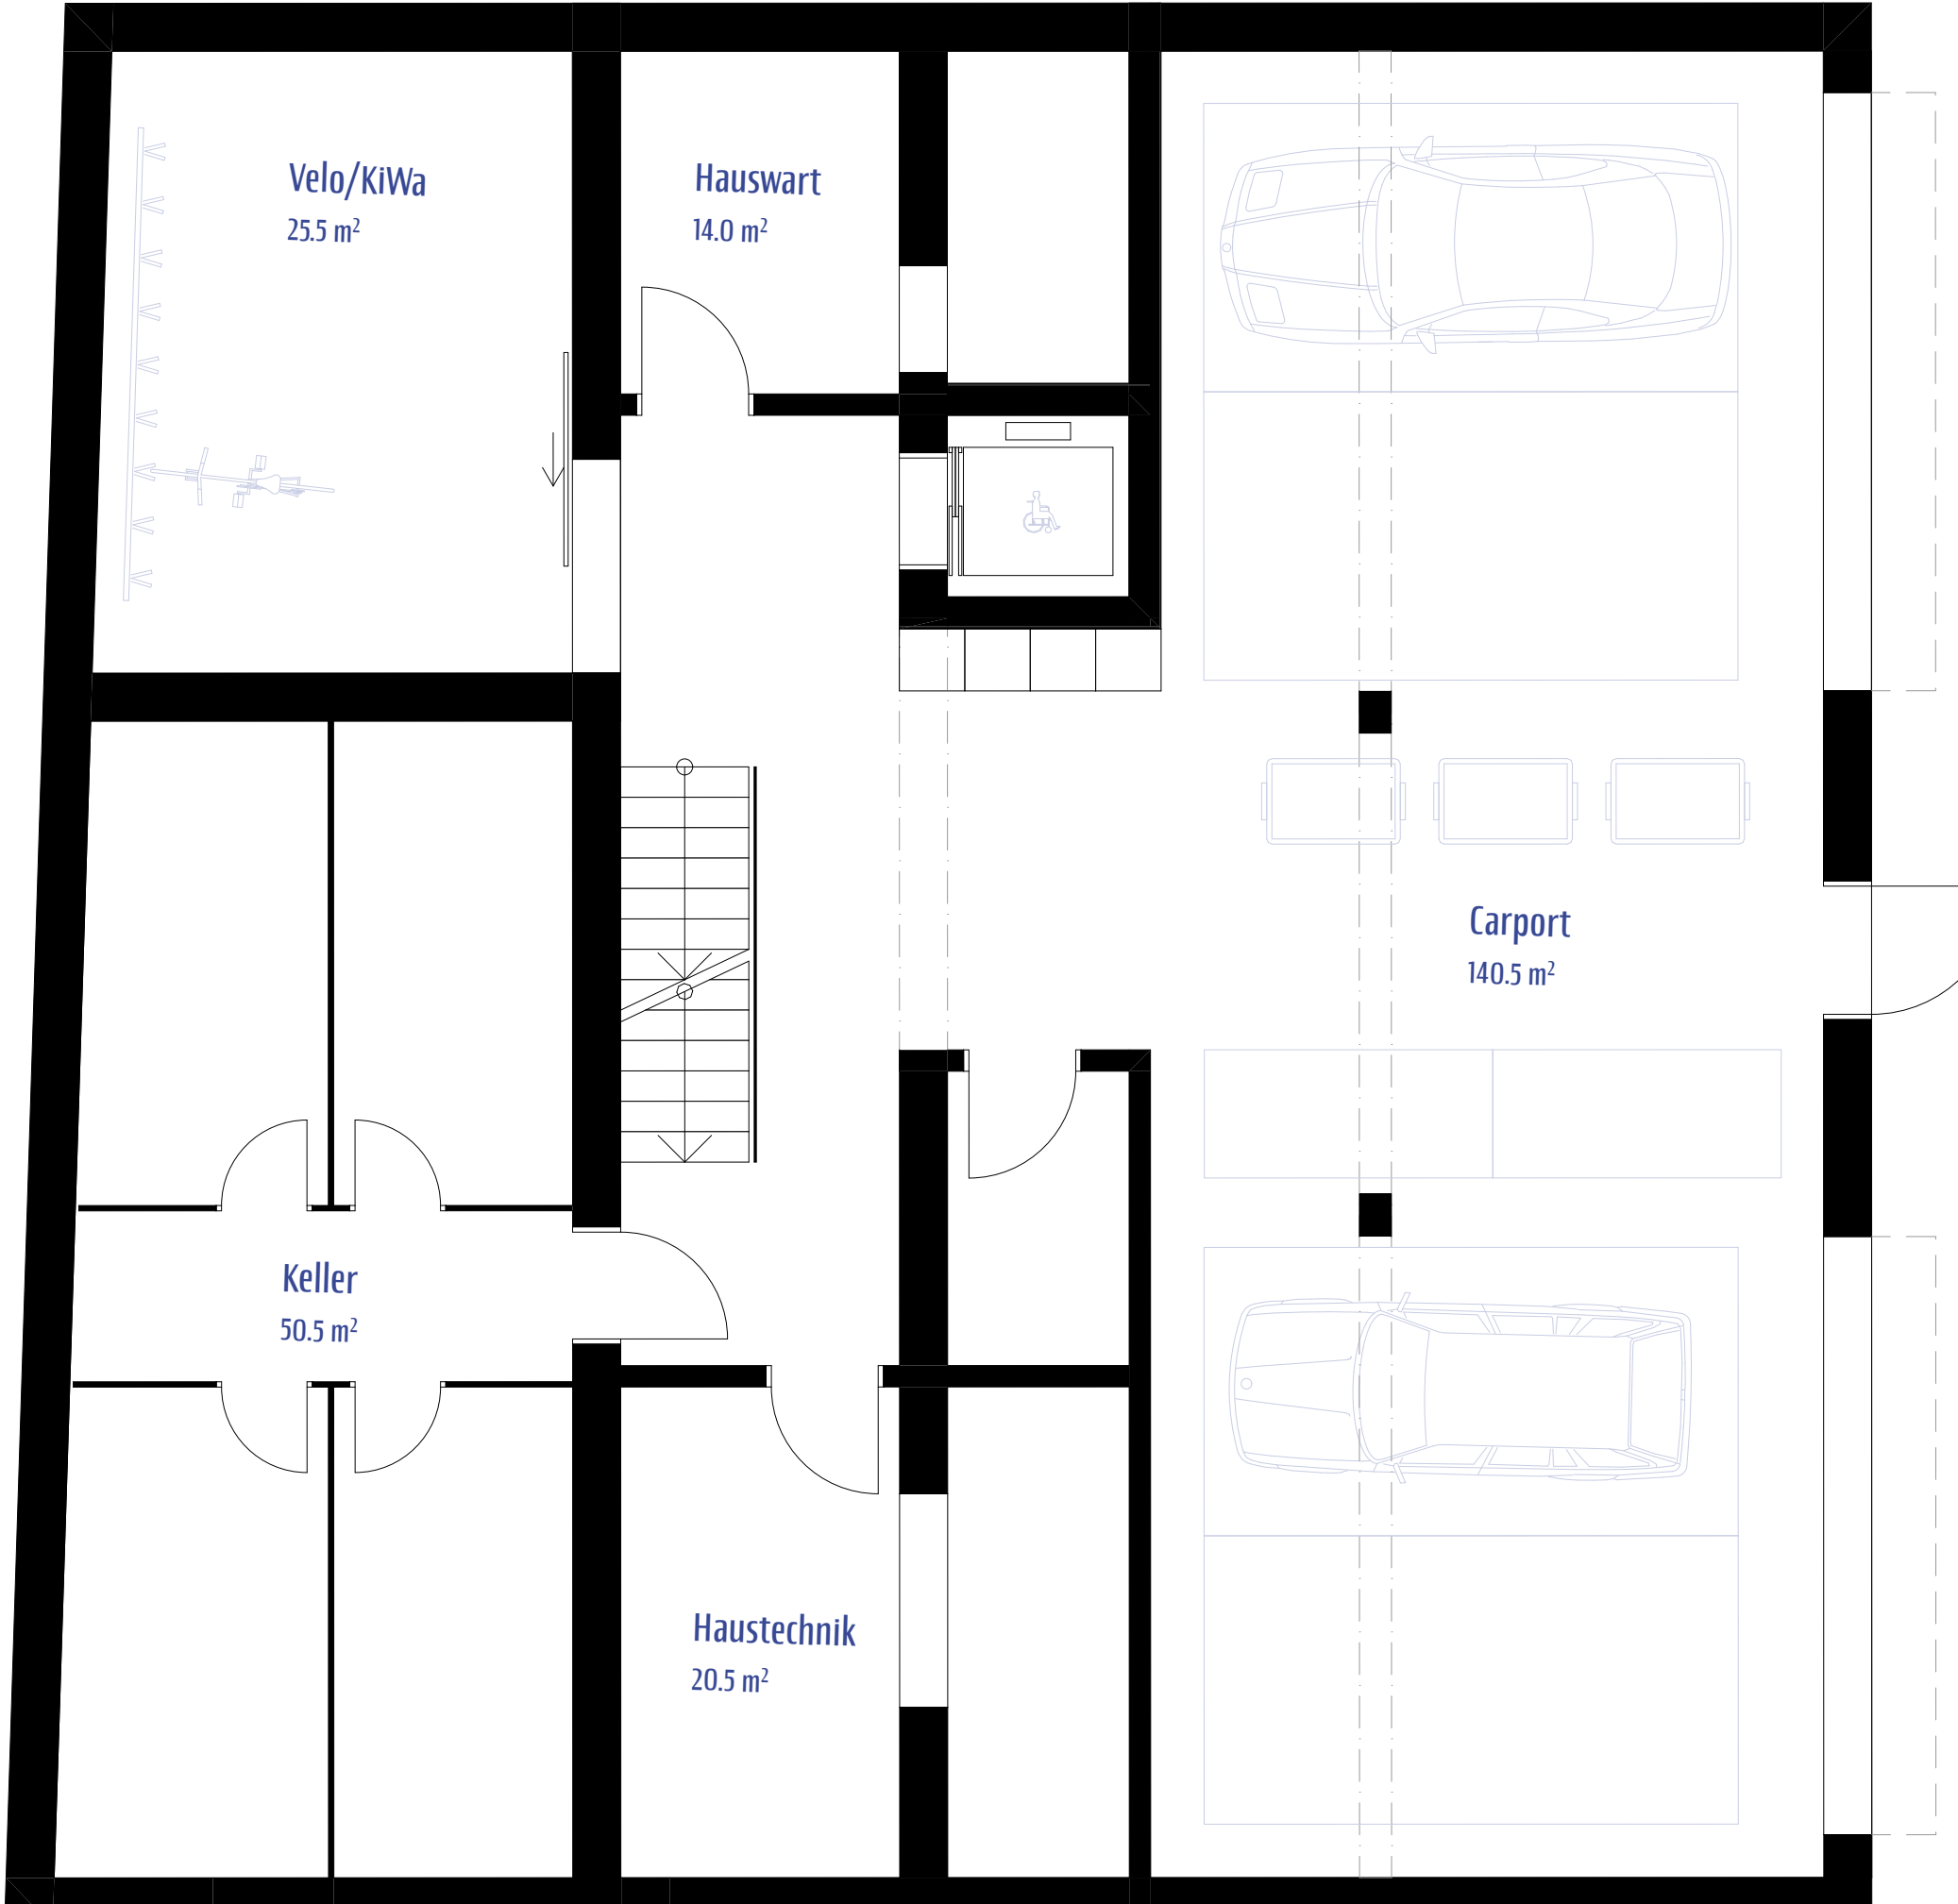 Velo/KiWa
25.5 m²
Hauswart
14.0 m²
Carport
140.5 m²
Keller
50.5 m²
Haustechnik
20.5 m²